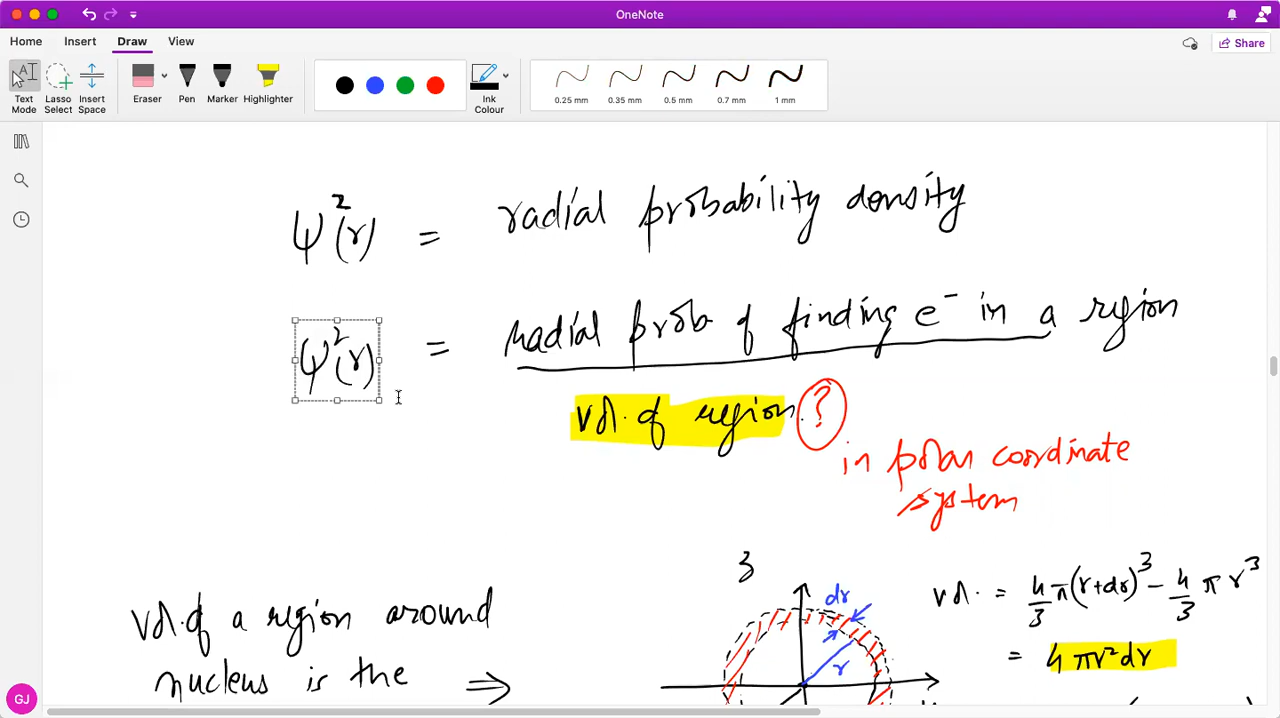 OneNote
Home Insert Draw View
Share
Text Mode
Lasso Select
Insert Space
Eraser
Pen
Marker
Highlighter
Ink Colour
0.25 mm
0.35 mm
0.5 mm
0.7 mm
1 mm
ψ²(r) = radial probability density
ψ²(r) = radial prob of finding e⁻ in a region
vol. of region. ?
in polar coordinate
system
z
dr
vol. = 4/3 π(r+dr)³ − 4/3 π r³
vol. of a region around
= 4πr²dr
nucleus is the ⇒
r
GJ